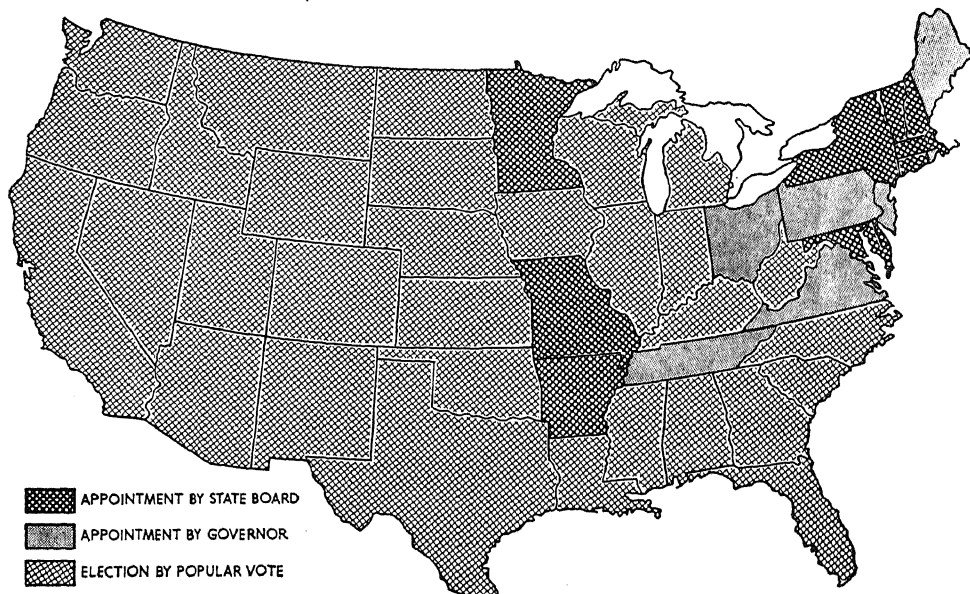 APPOINTMENT BY STATE BOARD
APPOINTMENT BY GOVERNOR
ELECTION BY POPULAR VOTE